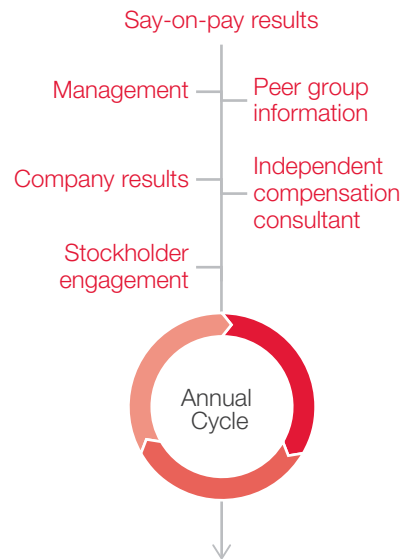 Say-on-pay results
Management
Peer group
information
Company results
Independent
compensation
consultant
Stockholder
engagement
Annual
Cycle